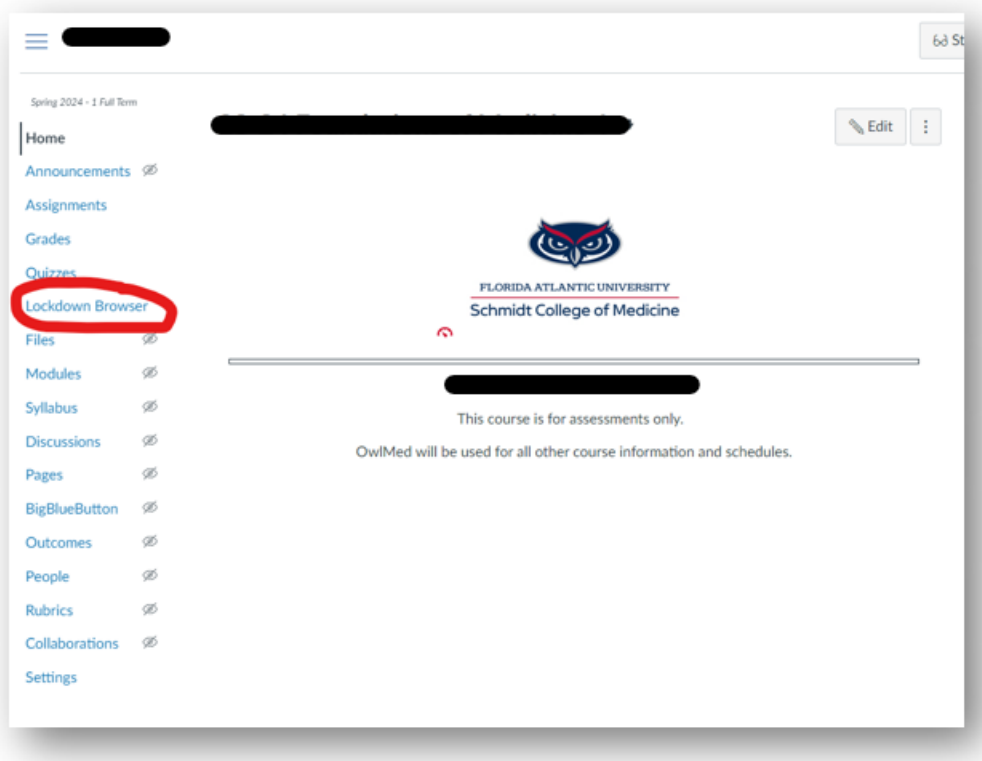 St
Spring 2024 - 1 Full Term
Edit
Home
Announcements
Assignments
Grades
Quizzes
Lockdown Browser
Files
Modules
Syllabus
Discussions
Pages
BigBlueButton
Outcomes
People
Rubrics
Collaborations
Settings
FLORIDA ATLANTIC UNIVERSITY
Schmidt College of Medicine
This course is for assessments only.
OwlMed will be used for all other course information and schedules.